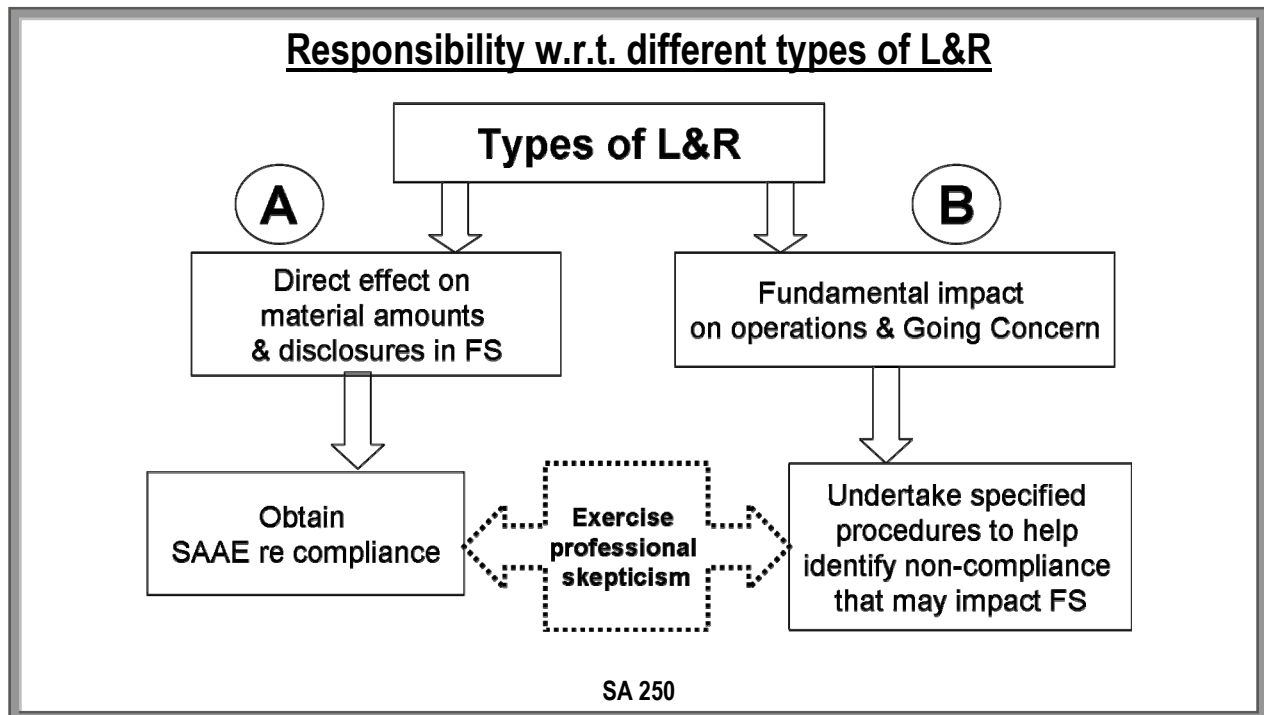 Responsibility w.r.t. different types of L&R
Types of L&R
A
B
Direct effect on
material amounts
& disclosures in FS
Fundamental impact
on operations & Going Concern
Obtain
SAAE re compliance
Exercise
professional
skepticism
Undertake specified
procedures to help
identify non-compliance
that may impact FS
SA 250